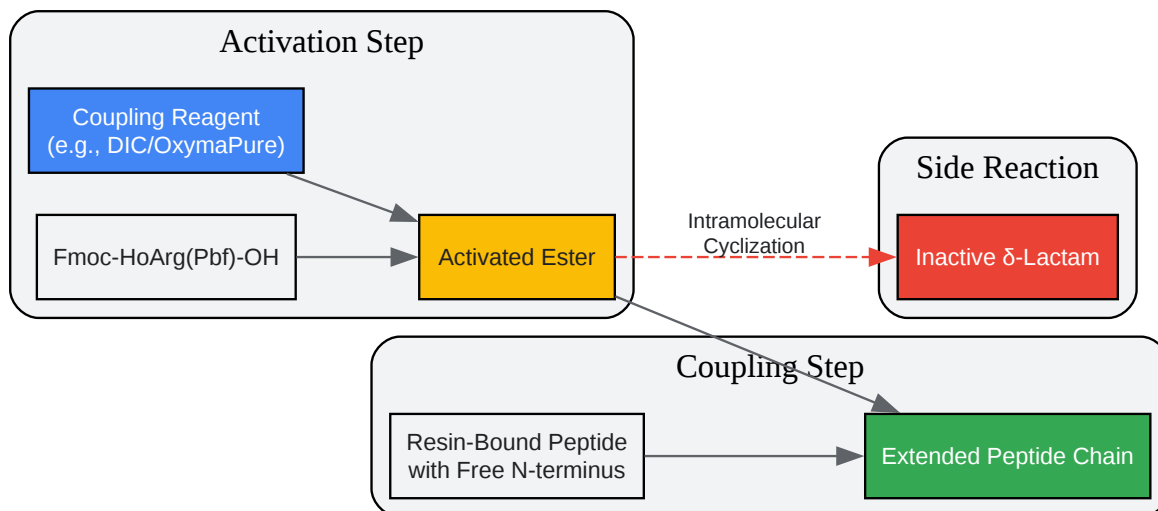 Activation Step
Coupling Reagent
(e.g., DIC/OxymaPure)
Fmoc-HoArg(Pbf)-OH
Activated Ester
Intramolecular
Cyclization
Side Reaction
Inactive δ-Lactam
Coupling Step
Resin-Bound Peptide
with Free N-terminus
Extended Peptide Chain